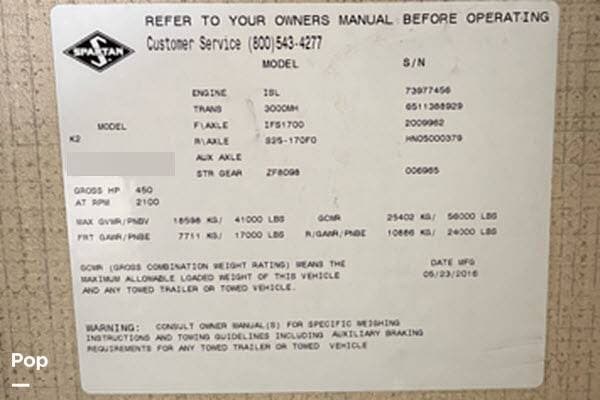 REFER TO YOUR OWNERS MANUAL BEFORE OPERATING
SPARTAN
Customer Service (800)543-4277
MODEL S/N
ENGINE ISL 73977456
TRANS 3000MH 6511388929
MODEL F\AXLE IFS1700 2009962
K2 R\AXLE S25-170F0 HNO5000379
AUX AXLE
STR GEAR ZF8098 006965
GROSS HP 450
AT RPM 2100
MAX GVWR/PNBV 18598 KG/ 41000 LBS GCWR 25402 KG/ 56000 LBS
FRT GAWR/PNBE 7711 KG/ 17000 LBS R/GAWR/PNBE 10886 KG/ 24000 LBS
GCWR (GROSS COMBINATION WEIGHT RATING) MEANS THE DATE MFG
MAXIMUM ALLOWABLE LOADED WEIGHT OF THIS VEHICLE 05/23/2016
AND ANY TOWED TRAILER OR TOWED VEHICLE.
WARNING: CONSULT OWNER MANUAL(S) FOR SPECIFIC WEIGHING
INSTRUCTIONS AND TOWING GUIDELINES INCLUDING AUXILIARY BRAKING
REQUIREMENTS FOR ANY TOWED TRAILER OR TOWED VEHICLE
Pop